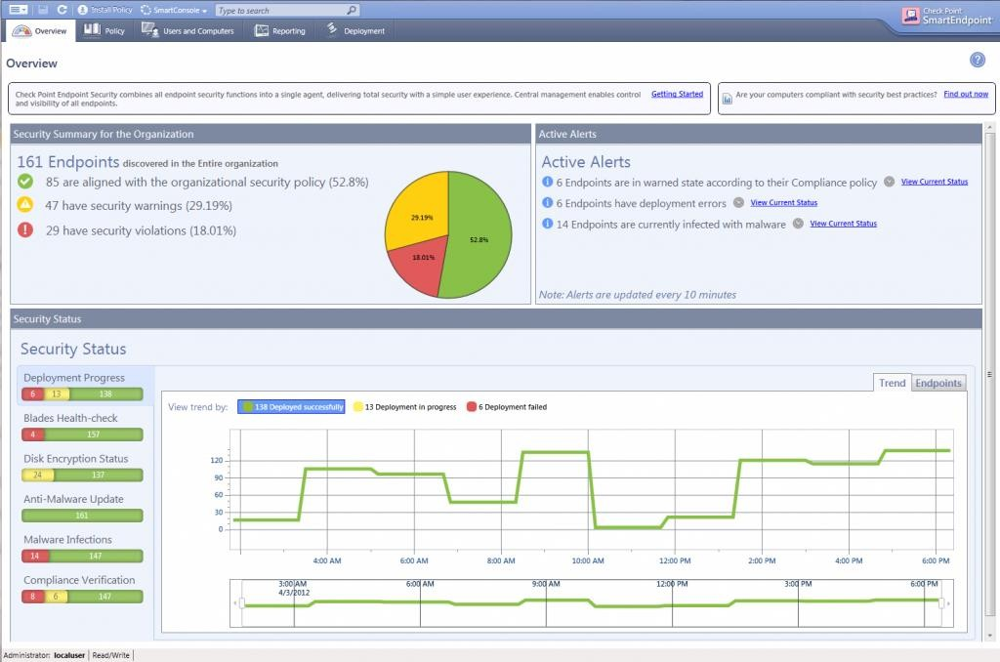 Install Policy
SmartConsole
Type to search
Check Point
SmartEndpoint
Overview
Policy
Users and Computers
Reporting
Deployment
Overview
?
Check Point Endpoint Security combines all endpoint security functions into a single agent, delivering total security with a simple user experience. Central management enables control
and visibility of all endpoints.
Getting Started
Are your computers compliant with security best practices?
Find out now
Security Summary for the Organization
161 Endpoints discovered in the Entire organization
85 are aligned with the organizational security policy (52.8%)
47 have security warnings (29.19%)
29 have security violations (18.01%)
29.19%
52.8%
18.01%
Active Alerts
Active Alerts
6 Endpoints are in warned state according to their Compliance policy
View Current Status
6 Endpoints have deployment errors
View Current Status
14 Endpoints are currently infected with malware
View Current Status
Note: Alerts are updated every 10 minutes
Security Status
Security Status
Deployment Progress
6 13 138
Blades Health-check
4 157
Disk Encryption Status
24 137
Anti-Malware Update
161
Malware Infections
14 147
Compliance Verification
8 6 147
Trend
Endpoints
View trend by:
138 Deployed successfully
13 Deployment in progress
6 Deployment failed
120
90
60
30
0
4:00 AM 6:00 AM 8:00 AM 10:00 AM 12:00 PM 2:00 PM 4:00 PM 6:00 PM
3:00 AM 6:00 AM 9:00 AM 12:00 PM 3:00 PM 6:00 PM
4/3/2012
Administrator: localuser Read/Write